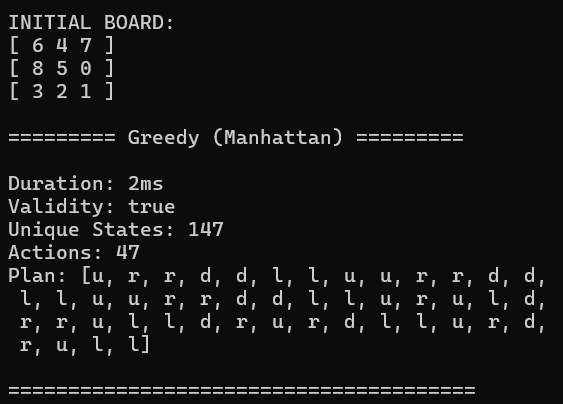 INITIAL BOARD:
[ 6 4 7 ]
[ 8 5 0 ]
[ 3 2 1 ]
========= Greedy (Manhattan) =========
Duration: 2ms
Validity: true
Unique States: 147
Actions: 47
Plan: [u, r, r, d, d, l, l, u, u, r, r, d, d,
l, l, u, u, r, r, d, d, l, l, u, r, u, l, d,
r, r, u, l, l, d, r, u, r, d, l, l, u, r, d,
r, u, l, l]
=======================================